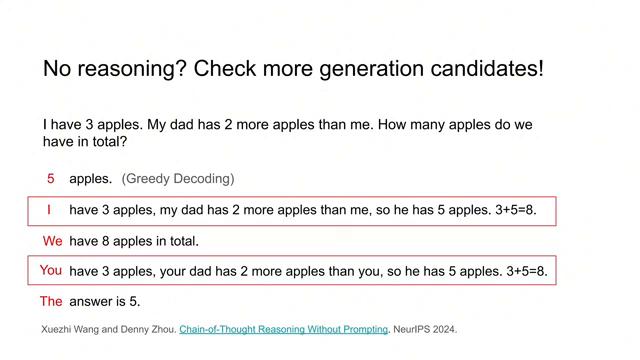 No reasoning? Check more generation candidates!
I have 3 apples. My dad has 2 more apples than me. How many apples do we
have in total?
5 apples. (Greedy Decoding)
I have 3 apples, my dad has 2 more apples than me, so he has 5 apples. 3+5=8.
We have 8 apples in total.
You have 3 apples, your dad has 2 more apples than you, so he has 5 apples. 3+5=8.
The answer is 5.
Xuezhi Wang and Denny Zhou. Chain-of-Thought Reasoning Without Prompting. NeurIPS 2024.